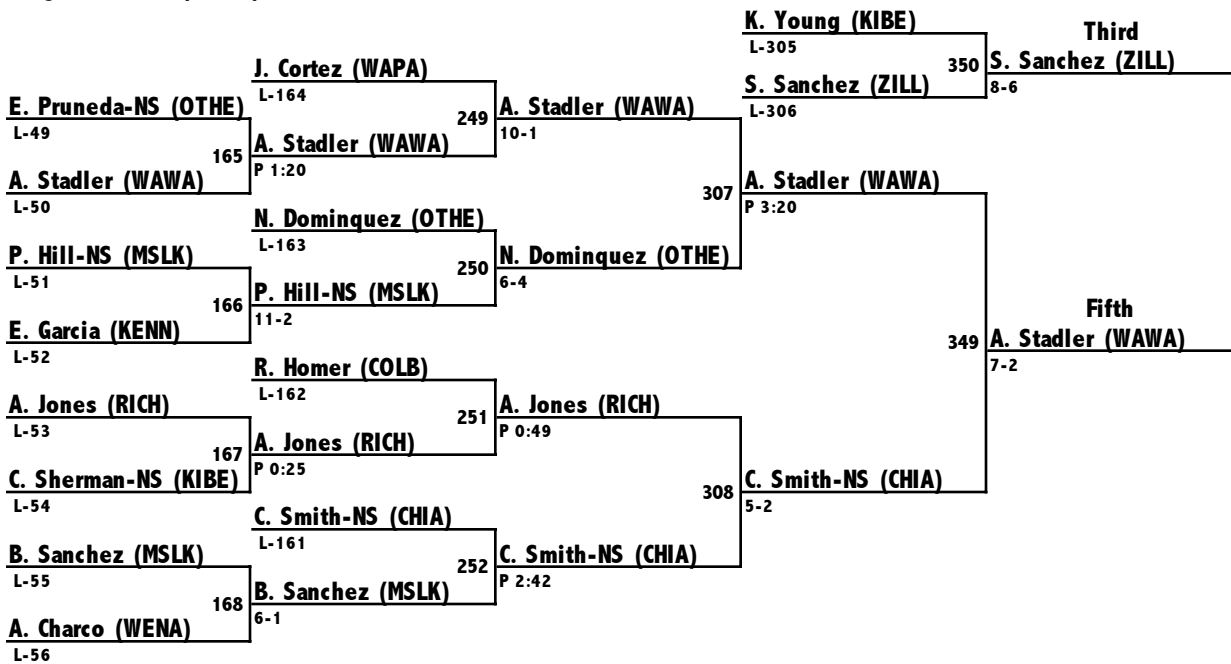 K. Young (KIBE)
L-305
Third
350
S. Sanchez (ZILL)
8-6
S. Sanchez (ZILL)
L-306
J. Cortez (WAPA)
L-164
E. Pruneda-NS (OTHE)
L-49
249
A. Stadler (WAWA)
10-1
165
A. Stadler (WAWA)
P 1:20
A. Stadler (WAWA)
L-50
307
A. Stadler (WAWA)
P 3:20
N. Dominquez (OTHE)
L-163
P. Hill-NS (MSLK)
L-51
250
N. Dominquez (OTHE)
6-4
166
P. Hill-NS (MSLK)
11-2
E. Garcia (KENN)
L-52
Fifth
349
A. Stadler (WAWA)
7-2
R. Homer (COLB)
L-162
A. Jones (RICH)
L-53
251
A. Jones (RICH)
P 0:49
167
A. Jones (RICH)
P 0:25
C. Sherman-NS (KIBE)
L-54
308
C. Smith-NS (CHIA)
5-2
C. Smith-NS (CHIA)
L-161
B. Sanchez (MSLK)
L-55
252
C. Smith-NS (CHIA)
P 2:42
168
B. Sanchez (MSLK)
6-1
A. Charco (WENA)
L-56